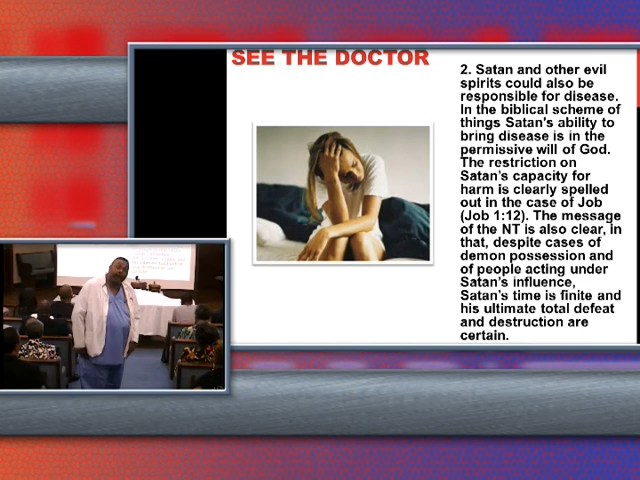 SEE THE DOCTOR
2. Satan and other evil
spirits could also be
responsible for disease.
In the biblical scheme of
things Satan's ability to
bring disease is in the
permissive will of God.
The restriction on
Satan's capacity for
harm is clearly spelled
out in the case of Job
(Job 1:12). The message
of the NT is also clear, in
that, despite cases of
demon possession and
of people acting under
Satan's influence,
Satan's time is finite and
his ultimate total defeat
and destruction are
certain.